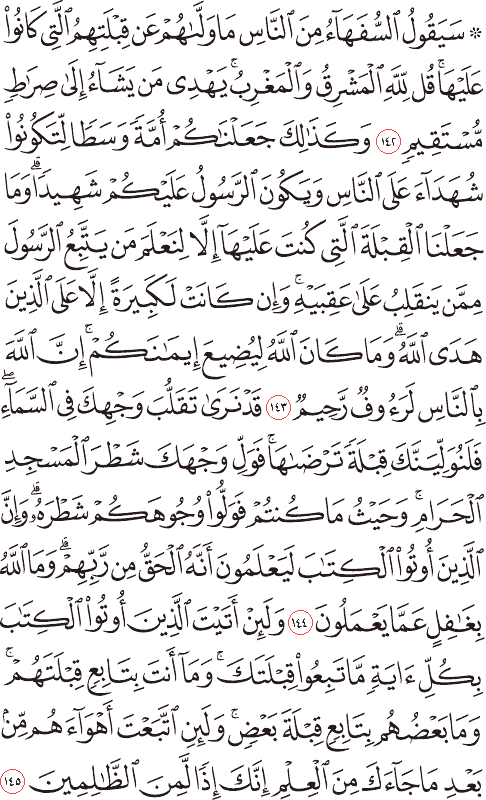 ۞ سَيَقُولُ ٱلسُّفَهَآءُ مِنَ ٱلنَّاسِ مَا وَلَّىٰهُمْ عَن قِبْلَتِهِمُ ٱلَّتِى كَانُوا۟
عَلَيْهَا ۚ قُل لِّلَّهِ ٱلْمَشْرِقُ وَٱلْمَغْرِبُ ۚ يَهْدِى مَن يَشَآءُ إِلَىٰ صِرَٰطٍ
مُّسْتَقِيمٍ ١٤٢ وَكَذَٰلِكَ جَعَلْنَٰكُمْ أُمَّةً وَسَطًا لِّتَكُونُوا۟
شُهَدَآءَ عَلَى ٱلنَّاسِ وَيَكُونَ ٱلرَّسُولُ عَلَيْكُمْ شَهِيدًا ۗ وَمَا
جَعَلْنَا ٱلْقِبْلَةَ ٱلَّتِى كُنتَ عَلَيْهَآ إِلَّا لِنَعْلَمَ مَن يَتَّبِعُ ٱلرَّسُولَ
مِمَّن يَنقَلِبُ عَلَىٰ عَقِبَيْهِ ۚ وَإِن كَانَتْ لَكَبِيرَةً إِلَّا عَلَى ٱلَّذِينَ
هَدَى ٱللَّهُ ۗ وَمَا كَانَ ٱللَّهُ لِيُضِيعَ إِيمَٰنَكُمْ ۚ إِنَّ ٱللَّهَ
بِٱلنَّاسِ لَرَءُوفٌ رَّحِيمٌ ١٤٣ قَدْ نَرَىٰ تَقَلُّبَ وَجْهِكَ فِى ٱلسَّمَآءِ ۖ
فَلَنُوَلِّيَنَّكَ قِبْلَةً تَرْضَىٰهَا ۚ فَوَلِّ وَجْهَكَ شَطْرَ ٱلْمَسْجِدِ
ٱلْحَرَامِ ۚ وَحَيْثُ مَا كُنتُمْ فَوَلُّوا۟ وُجُوهَكُمْ شَطْرَهُۥ ۗ وَإِنَّ
ٱلَّذِينَ أُوتُوا۟ ٱلْكِتَٰبَ لَيَعْلَمُونَ أَنَّهُ ٱلْحَقُّ مِن رَّبِّهِمْ ۗ وَمَا ٱللَّهُ
بِغَٰفِلٍ عَمَّا يَعْمَلُونَ ١٤٤ وَلَئِنْ أَتَيْتَ ٱلَّذِينَ أُوتُوا۟ ٱلْكِتَٰبَ
بِكُلِّ ءَايَةٍ مَّا تَبِعُوا۟ قِبْلَتَكَ ۚ وَمَآ أَنتَ بِتَابِعٍ قِبْلَتَهُمْ ۚ
وَمَا بَعْضُهُم بِتَابِعٍ قِبْلَةَ بَعْضٍ ۚ وَلَئِنِ ٱتَّبَعْتَ أَهْوَآءَهُم مِّنۢ
بَعْدِ مَا جَآءَكَ مِنَ ٱلْعِلْمِ ۙ إِنَّكَ إِذًا لَّمِنَ ٱلظَّٰلِمِينَ ١٤٥